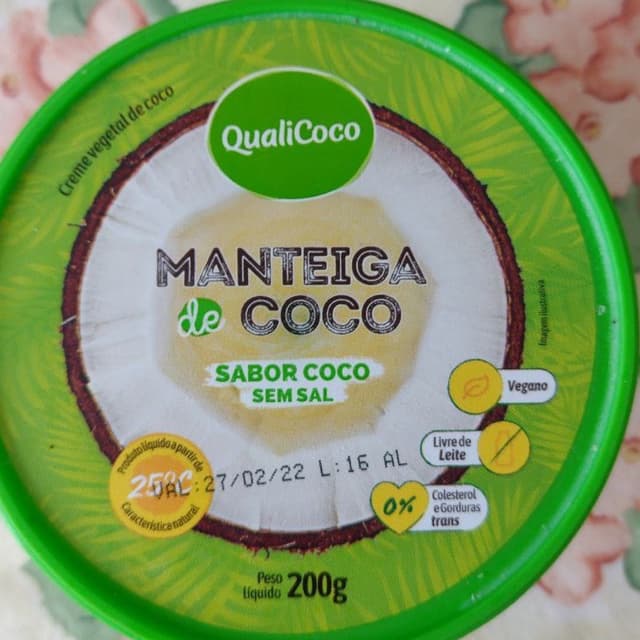 Creme vegetal de coco
QualiCoco
MANTEIGA
de COCO
SABOR COCO
SEM SAL
Imagem ilustrativa
Vegano
Livre de
Leite
0%
Colesterol
e Gorduras
trans
Produto líquido a partir de
25ºC
Característica natural
VAL:27/02/22 L:16 AL
Peso
líquido 200g